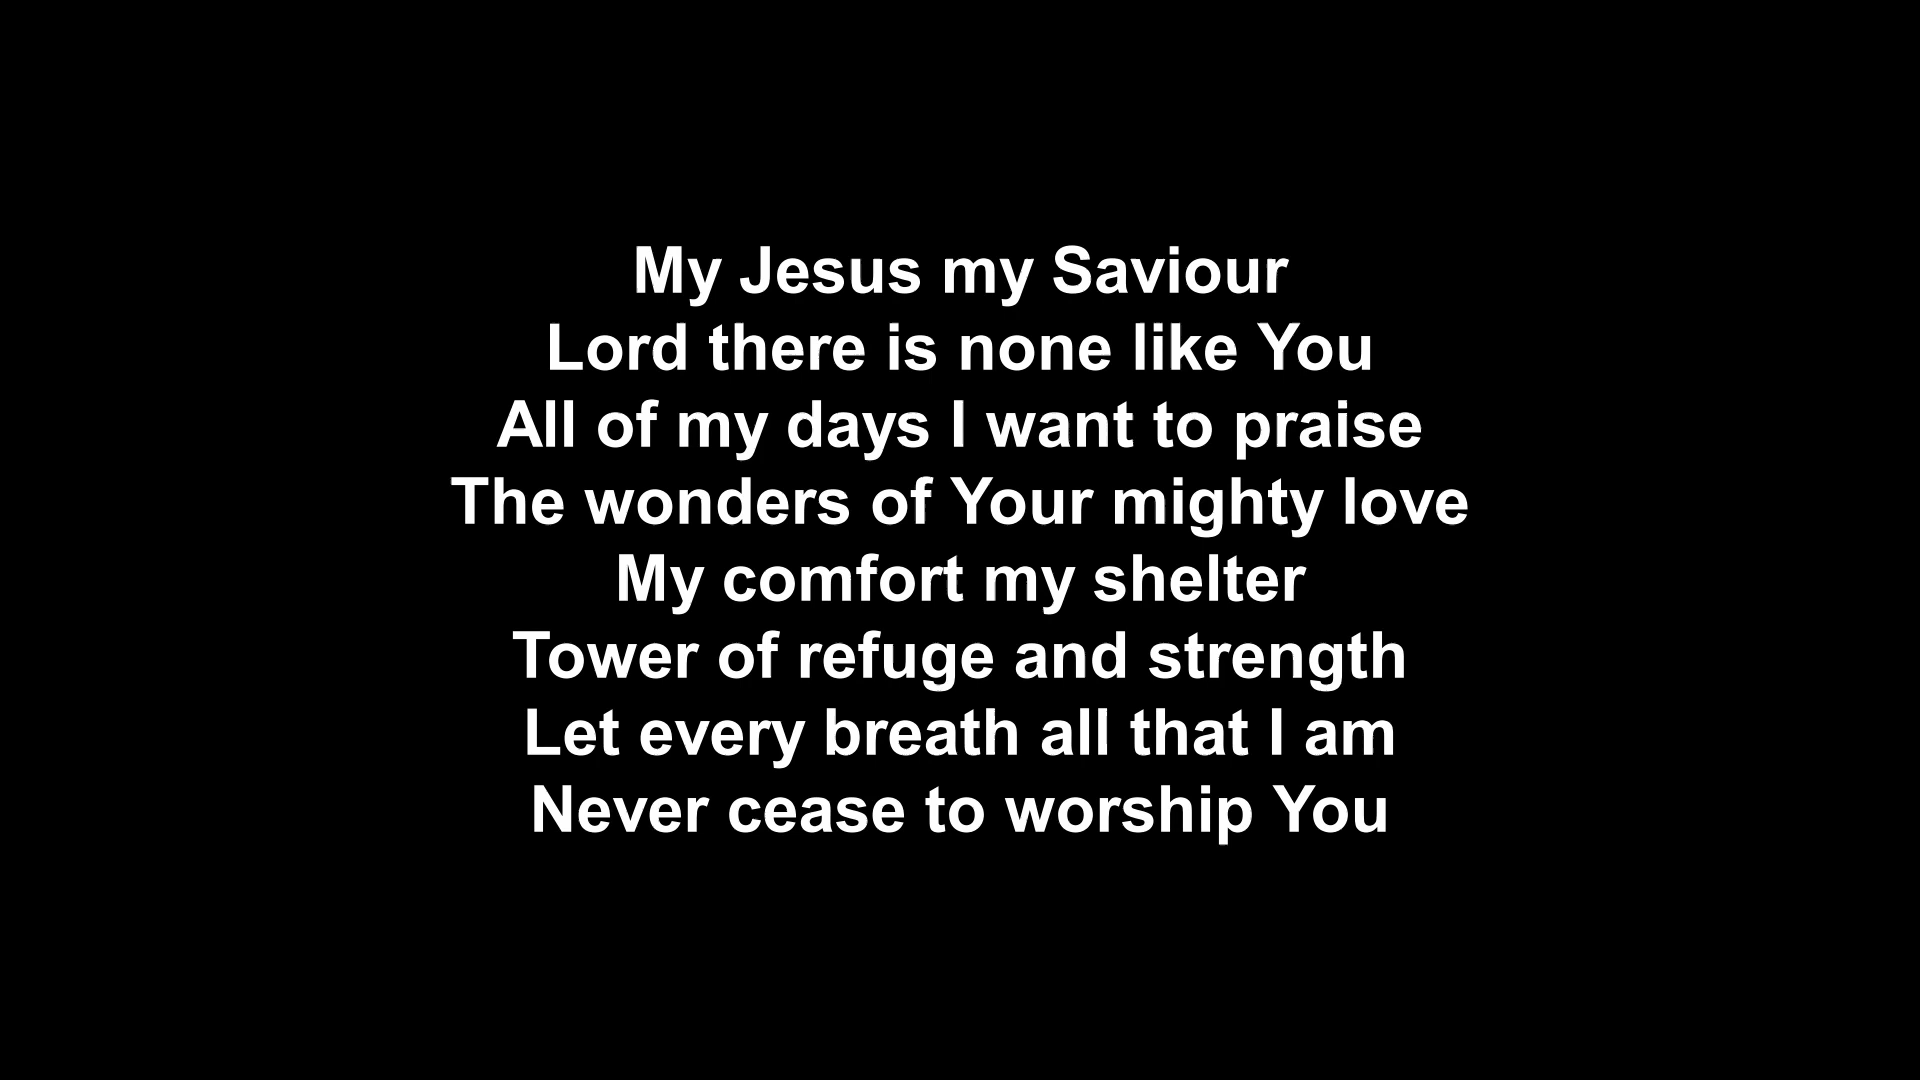 My Jesus my Saviour
Lord there is none like You
All of my days I want to praise
The wonders of Your mighty love
My comfort my shelter
Tower of refuge and strength
Let every breath all that I am
Never cease to worship You